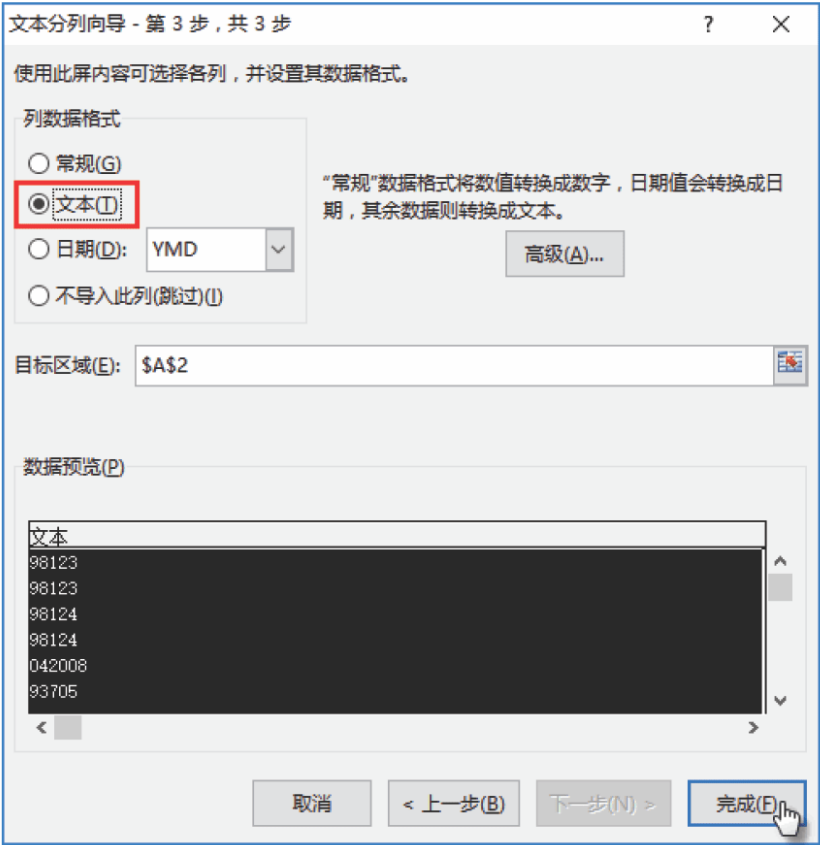 文本分列向导 - 第 3 步，共 3 步
?
使用此屏内容可选择各列，并设置其数据格式。
列数据格式
常规(G)
文本(T)
日期(D): YMD
不导入此列(跳过)(I)
“常规”数据格式将数值转换成数字，日期值会转换成日
期，其余数据则转换成文本。
高级(A)...
目标区域(E): $A$2
数据预览(P)
文本
98123
98123
98124
98124
042008
93705
取消
< 上一步(B)
下一步(N) >
完成(F)